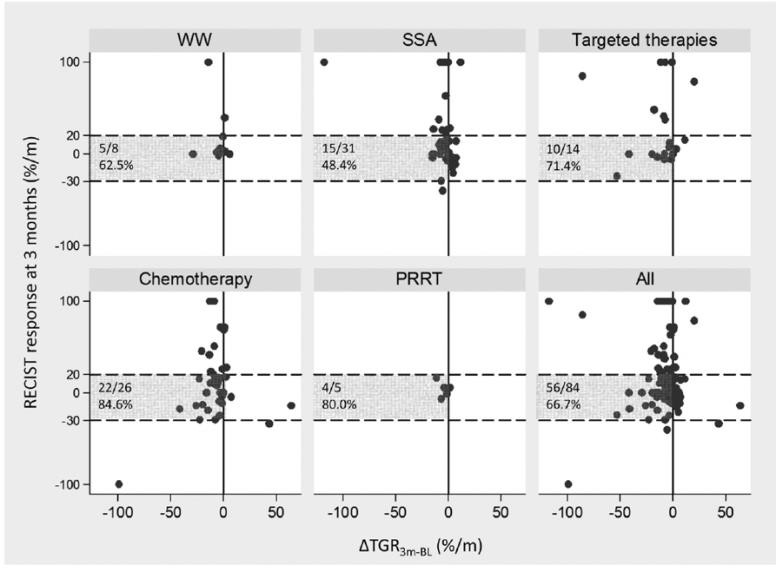 WW
SSA
Targeted therapies
RECIST response at 3 months (%/m)
100
20
0
-30
-100
5/8
62.5%
15/31
48.4%
10/14
71.4%
Chemotherapy
PRRT
All
100
20
0
-30
-100
22/26
84.6%
4/5
80.0%
56/84
66.7%
-100 -50 0 50
-100 -50 0 50
-100 -50 0 50
ΔTGR3m-BL (%/m)